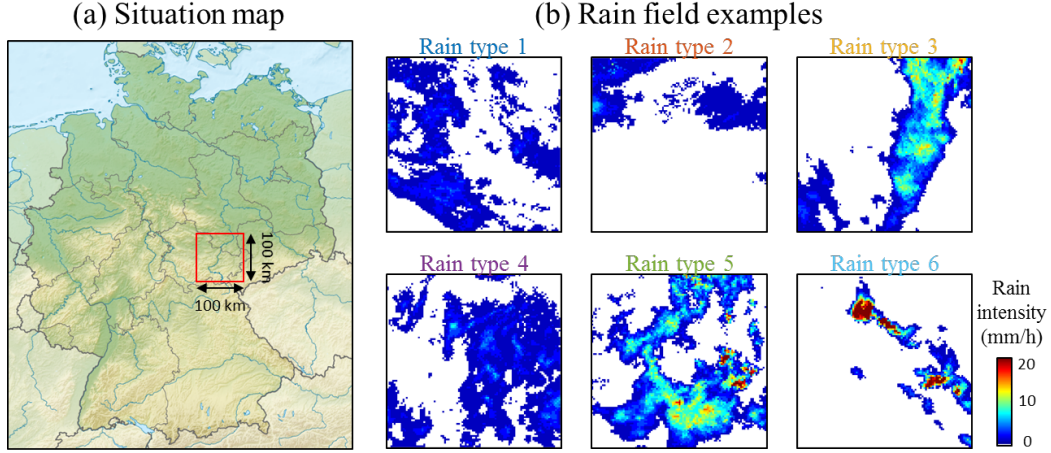 (a) Situation map
(b) Rain field examples
100 km
100 km
Rain type 1
Rain type 2
Rain type 3
Rain type 4
Rain type 5
Rain type 6
Rain
intensity
(mm/h)
20
10
0